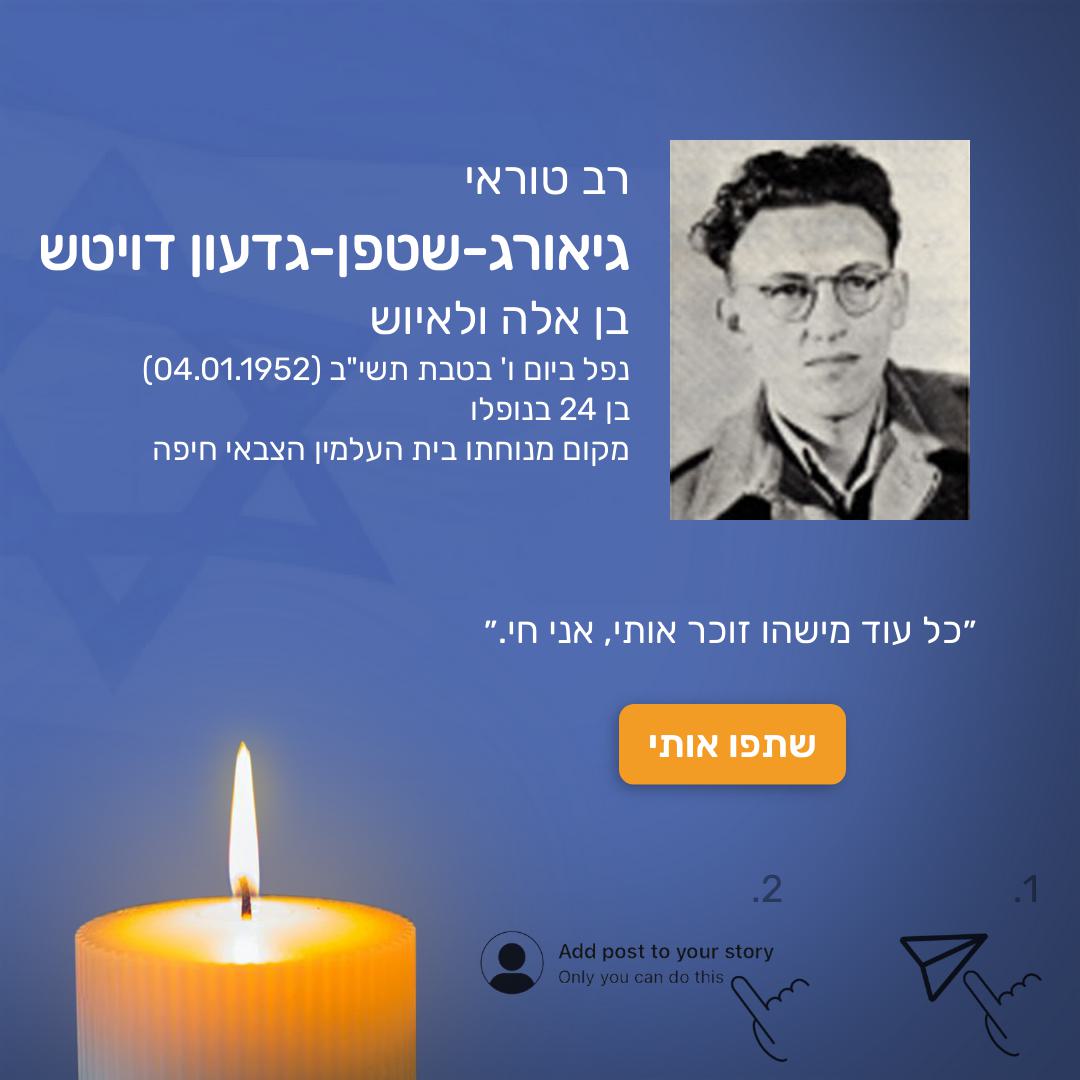 רב טוראי
גיאורג-שטפן-גדעון דויטש
בן אלה ולאיוש
נפל ביום ו' בטבת תשי"ב (04.01.1952)
בן 24 בנופלו
מקום מנוחתו בית העלמין הצבאי חיפה
"כל עוד מישהו זוכר אותי, אני חי."
שתפו אותי
1.
2.
Add post to your story
Only you can do this